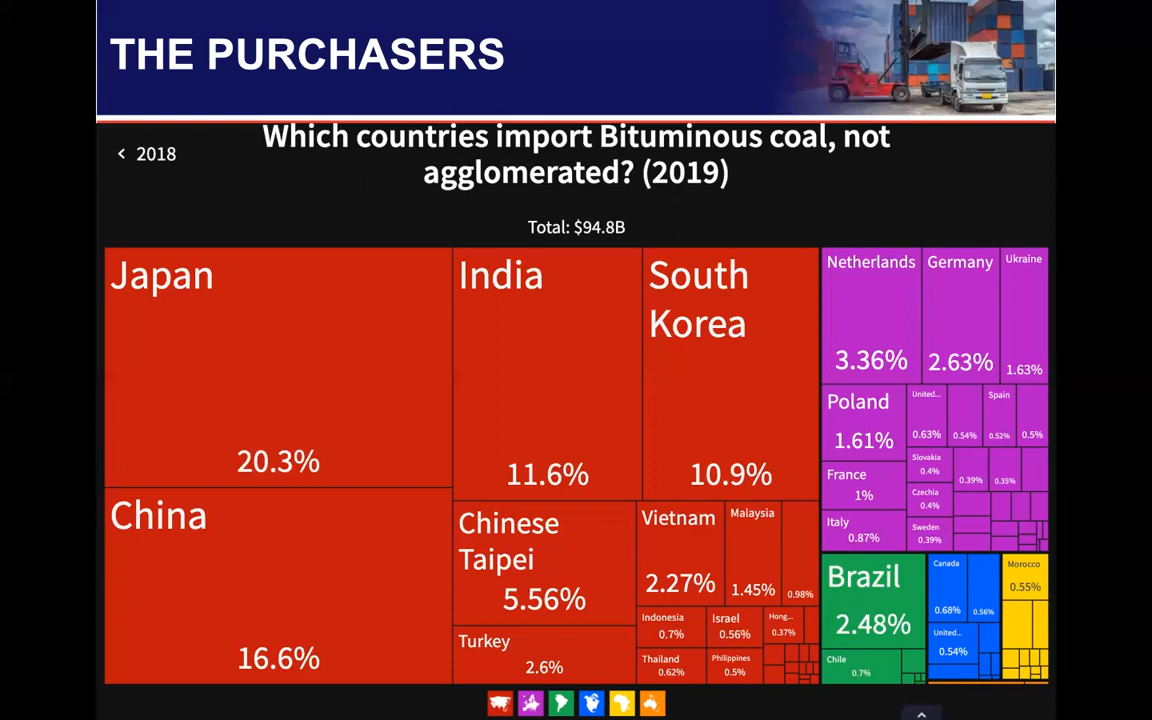 THE PURCHASERS
< 2018
Which countries import Bituminous coal, not
agglomerated? (2019)
Total: $94.8B
Japan
20.3%
China
16.6%
India
11.6%
South
Korea
10.9%
Chinese
Taipei
5.56%
Turkey
2.6%
Vietnam
2.27%
Malaysia
1.45%
0.98%
Indonesia
0.7%
Israel
0.56%
Hong...
0.37%
Thailand
0.62%
Philippines
0.5%
Netherlands
3.36%
Germany
2.63%
Ukraine
1.63%
Poland
1.61%
United...
0.63%
0.54%
Spain
0.52%
0.5%
France
1%
Slovakia
0.4%
0.39%
0.35%
Czechia
0.4%
Italy
0.87%
Sweden
0.39%
Brazil
2.48%
Chile
0.7%
Canada
0.68%
0.56%
United...
0.54%
Morocco
0.55%